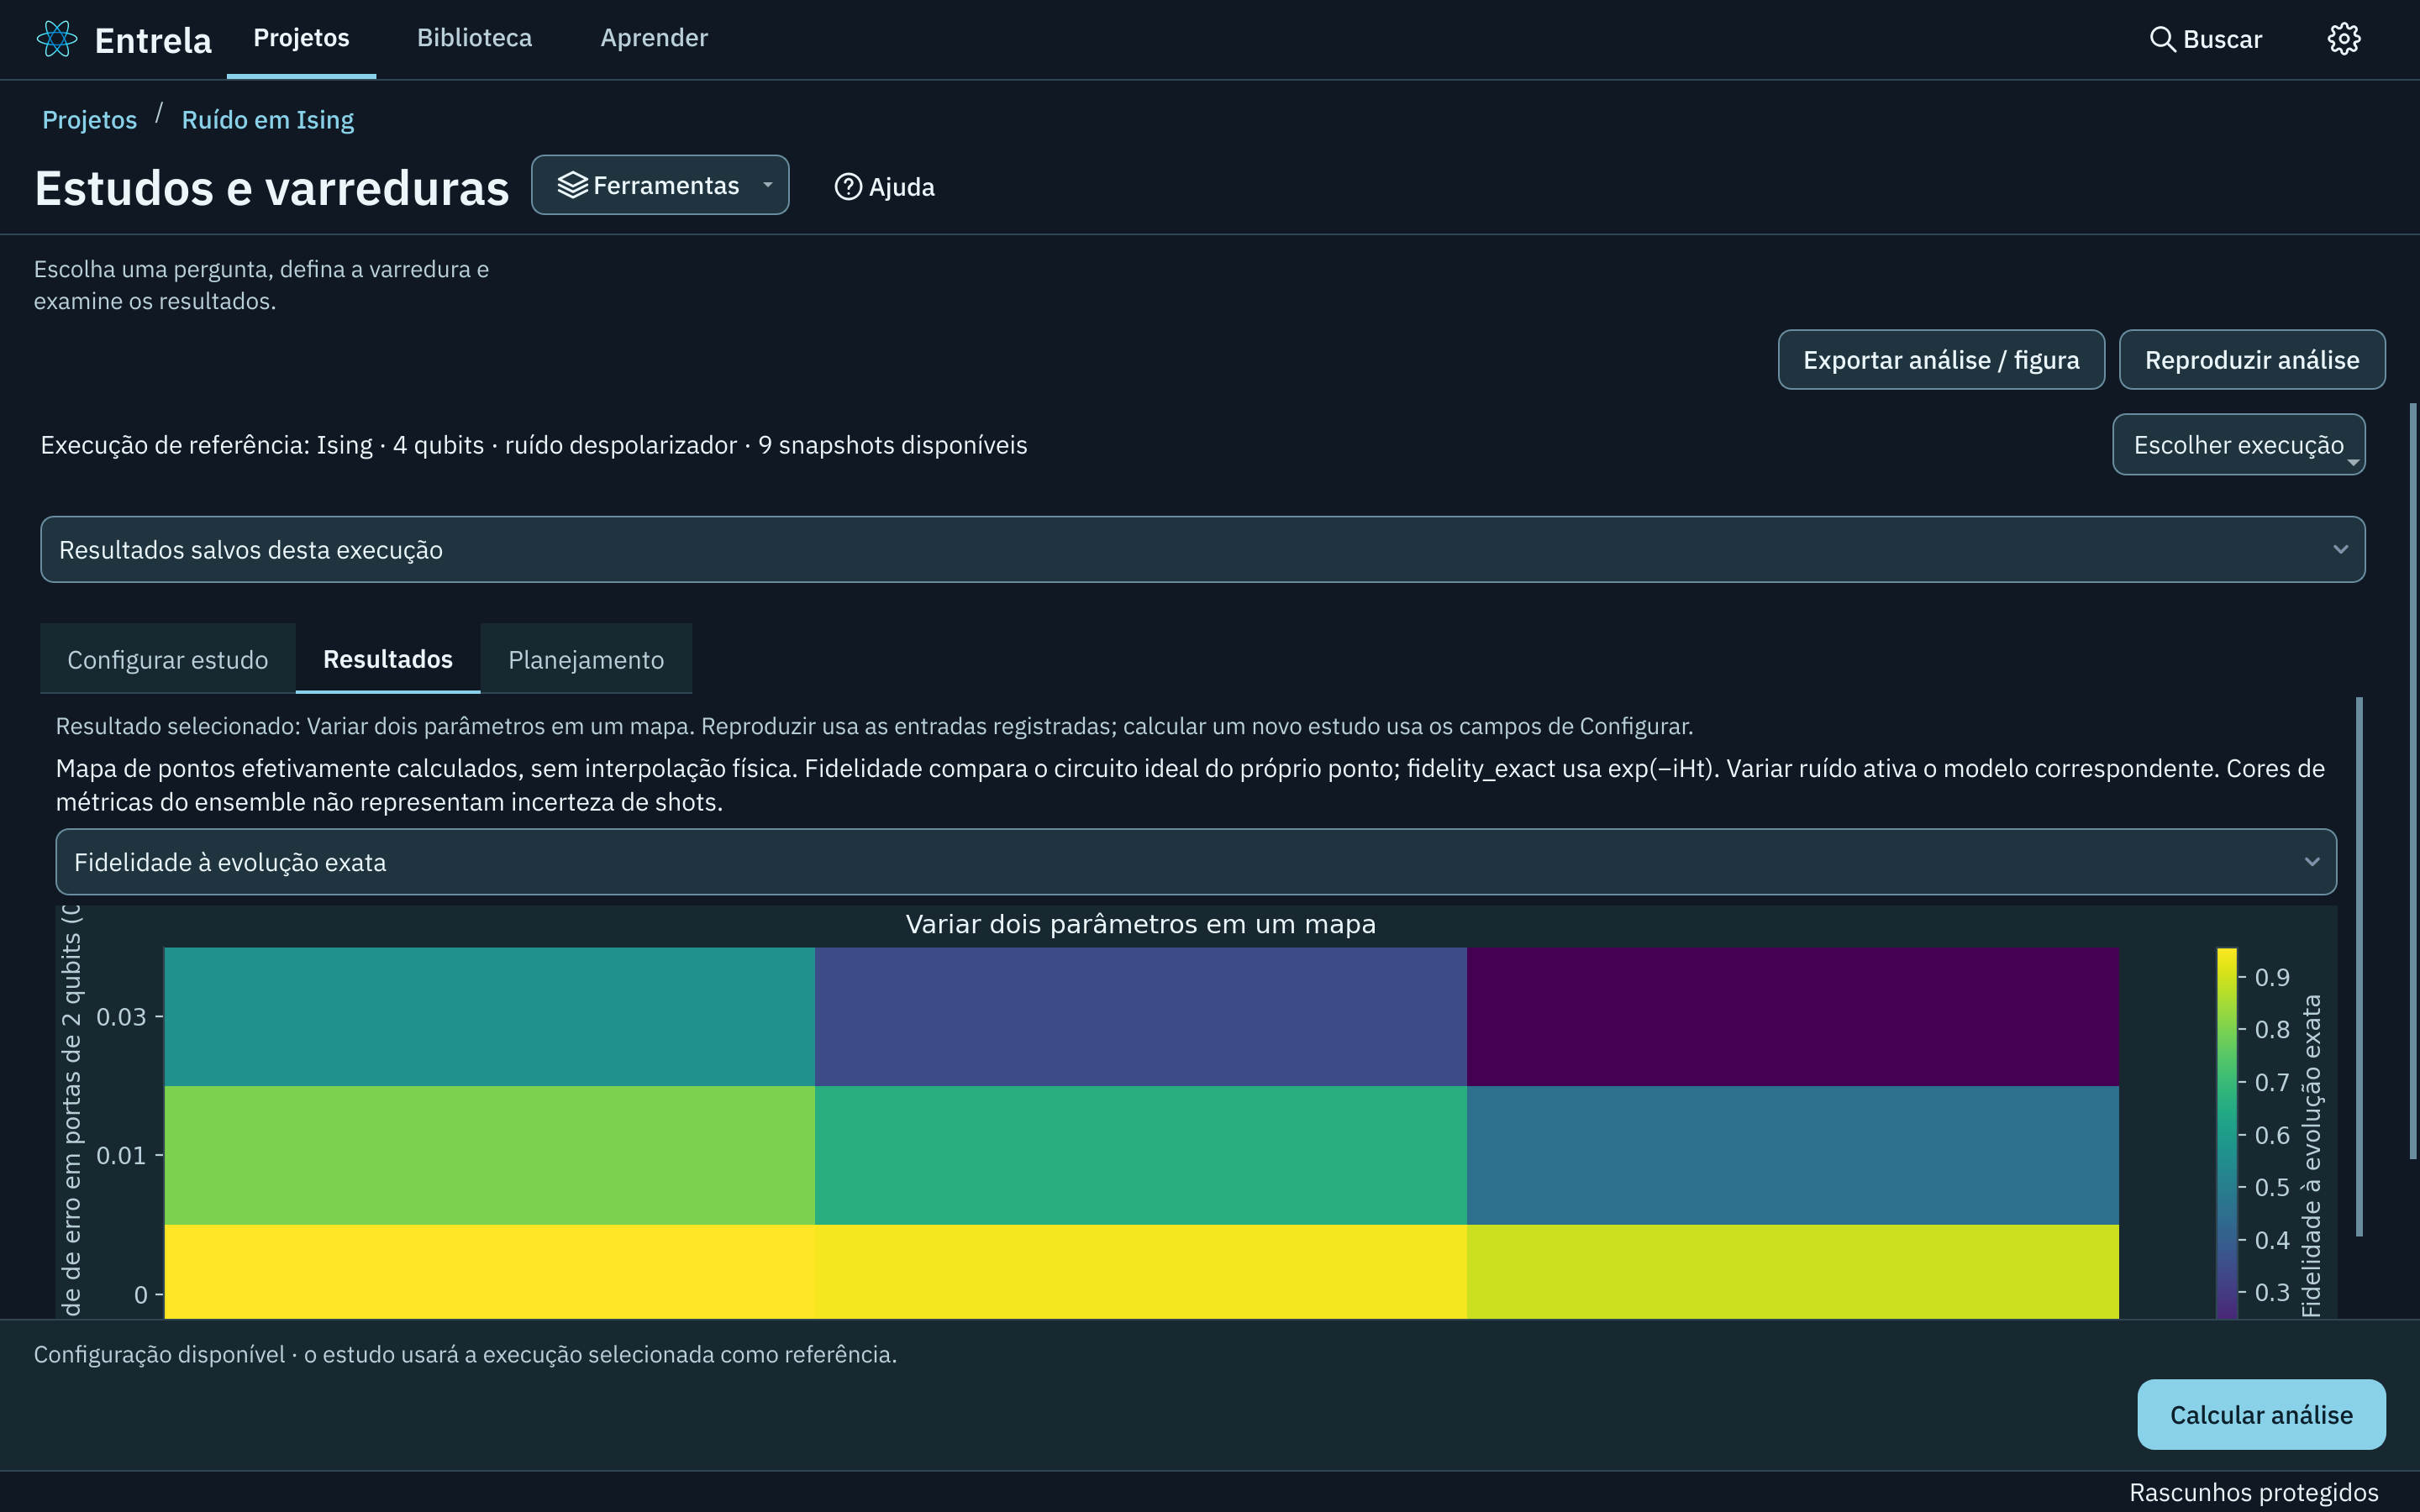 Entrela
Projetos
Biblioteca
Aprender
Buscar
Projetos / Ruído em Ising
Estudos e varreduras
Ferramentas
Ajuda
Escolha uma pergunta, defina a varredura e
examine os resultados.
Exportar análise / figura
Reproduzir análise
Execução de referência: Ising · 4 qubits · ruído despolarizador · 9 snapshots disponíveis
Escolher execução
Resultados salvos desta execução
Configurar estudo
Resultados
Planejamento
Resultado selecionado: Variar dois parâmetros em um mapa. Reproduzir usa as entradas registradas; calcular um novo estudo usa os campos de Configurar.
Mapa de pontos efetivamente calculados, sem interpolação física. Fidelidade compara o circuito ideal do próprio ponto; fidelity_exact usa exp(−iHt). Variar ruído ativa o modelo correspondente. Cores de
métricas do ensemble não representam incerteza de shots.
Fidelidade à evolução exata
Variar dois parâmetros em um mapa
de de erro em portas de 2 qubits (
0.03
0.01
0
0.9
0.8
0.7
0.6
0.5
0.4
0.3
Fidelidade à evolução exata
Configuração disponível · o estudo usará a execução selecionada como referência.
Calcular análise
Rascunhos protegidos